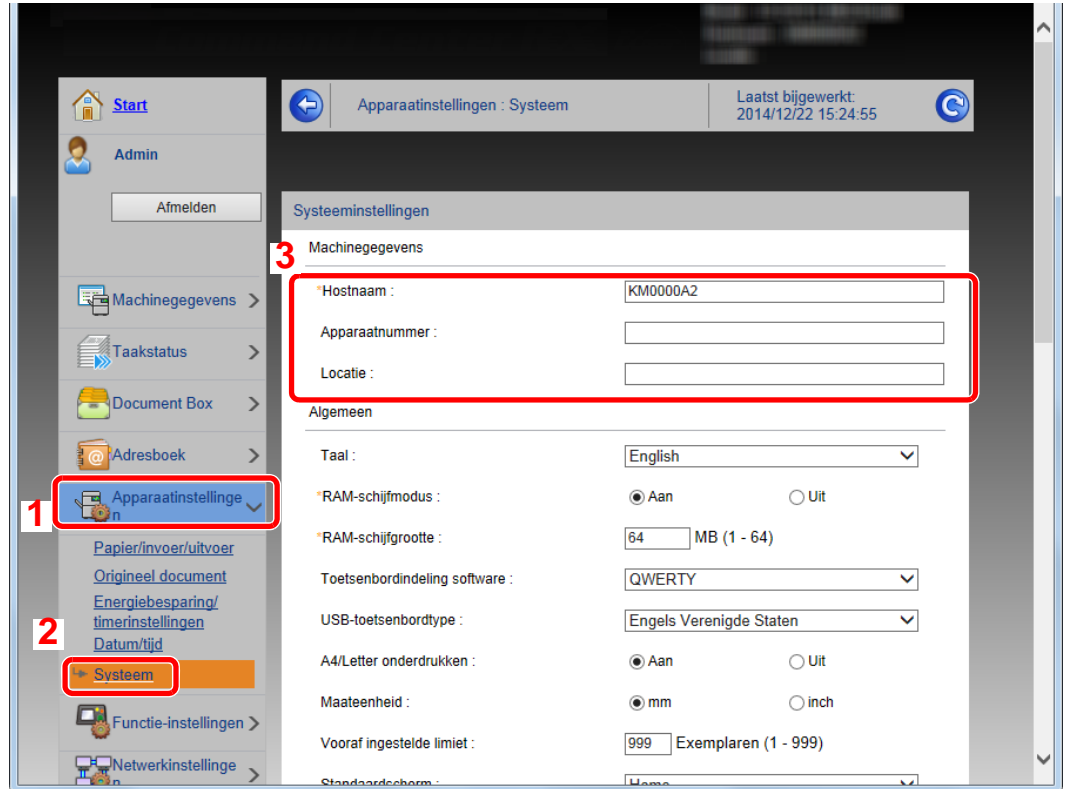 Start
Apparaatinstellingen : Systeem
Laatst bijgewerkt:
2014/12/22 15:24:55
Admin
Afmelden
Machinegegevens
Taakstatus
Document Box
@
Adresboek
1
Apparaatinstellinge
n
Papier/invoer/uitvoer
Origineel document
Energiebesparing/
timerinstellingen
Datum/tijd
2
Systeem
Functie-instellingen
Netwerkinstellinge
n
Systeeminstellingen
Machinegegevens
3
*Hostnaam : KM0000A2
Apparaatnummer :
Locatie :
Algemeen
Taal : English
*RAM-schijfmodus : Aan Uit
*RAM-schijfgrootte : 64 MB (1 - 64)
Toetsenbordindeling software : QWERTY
USB-toetsenbordtype : Engels Verenigde Staten
A4/Letter onderdrukken : Aan Uit
Maateenheid : mm inch
Vooraf ingestelde limiet : 999 Exemplaren (1 - 999)
Standaardscherm : Home